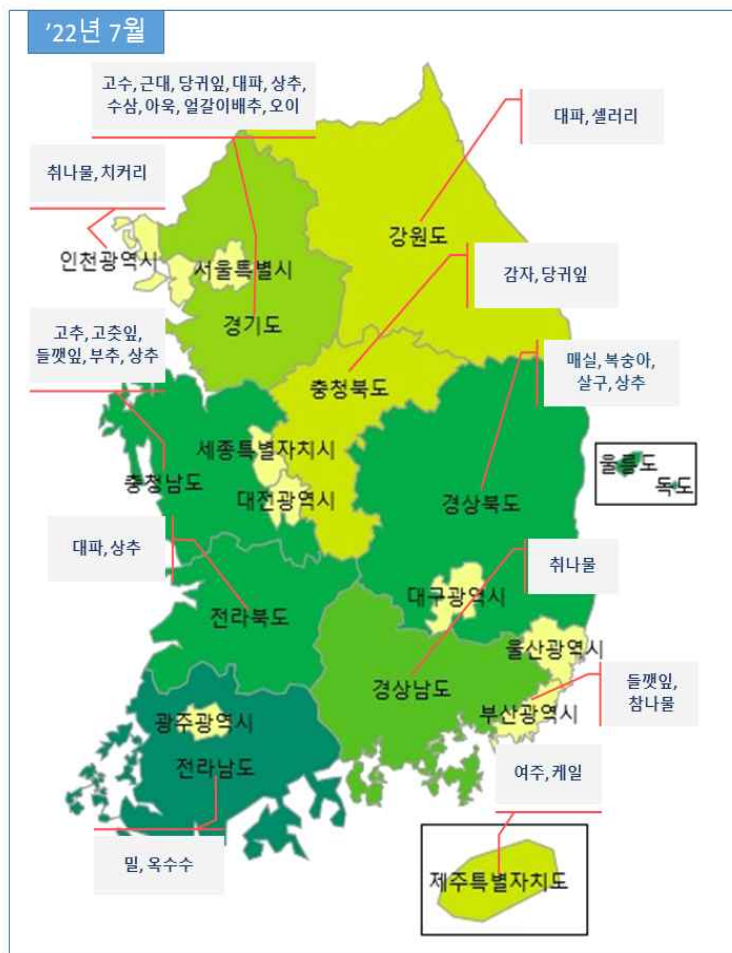 '22년 7월
고수, 근대, 당귀잎, 대파, 상추,
수삼, 아욱, 얼갈이배추, 오이
대파, 셀러리
취나물, 치커리
강원도
인천광역시
서울특별시
감자, 당귀잎
경기도
고추, 고춧잎,
들깻잎, 부추, 상추
매실, 복숭아,
살구, 상추
충청북도
세종특별자치시
울릉도
독도
충청남도
대전광역시
경상북도
대파, 상추
취나물
대구광역시
전라북도
울산광역시
경상남도
들깻잎,
참나물
부산광역시
광주광역시
전라남도
여주, 케일
밀, 옥수수
제주특별자치도